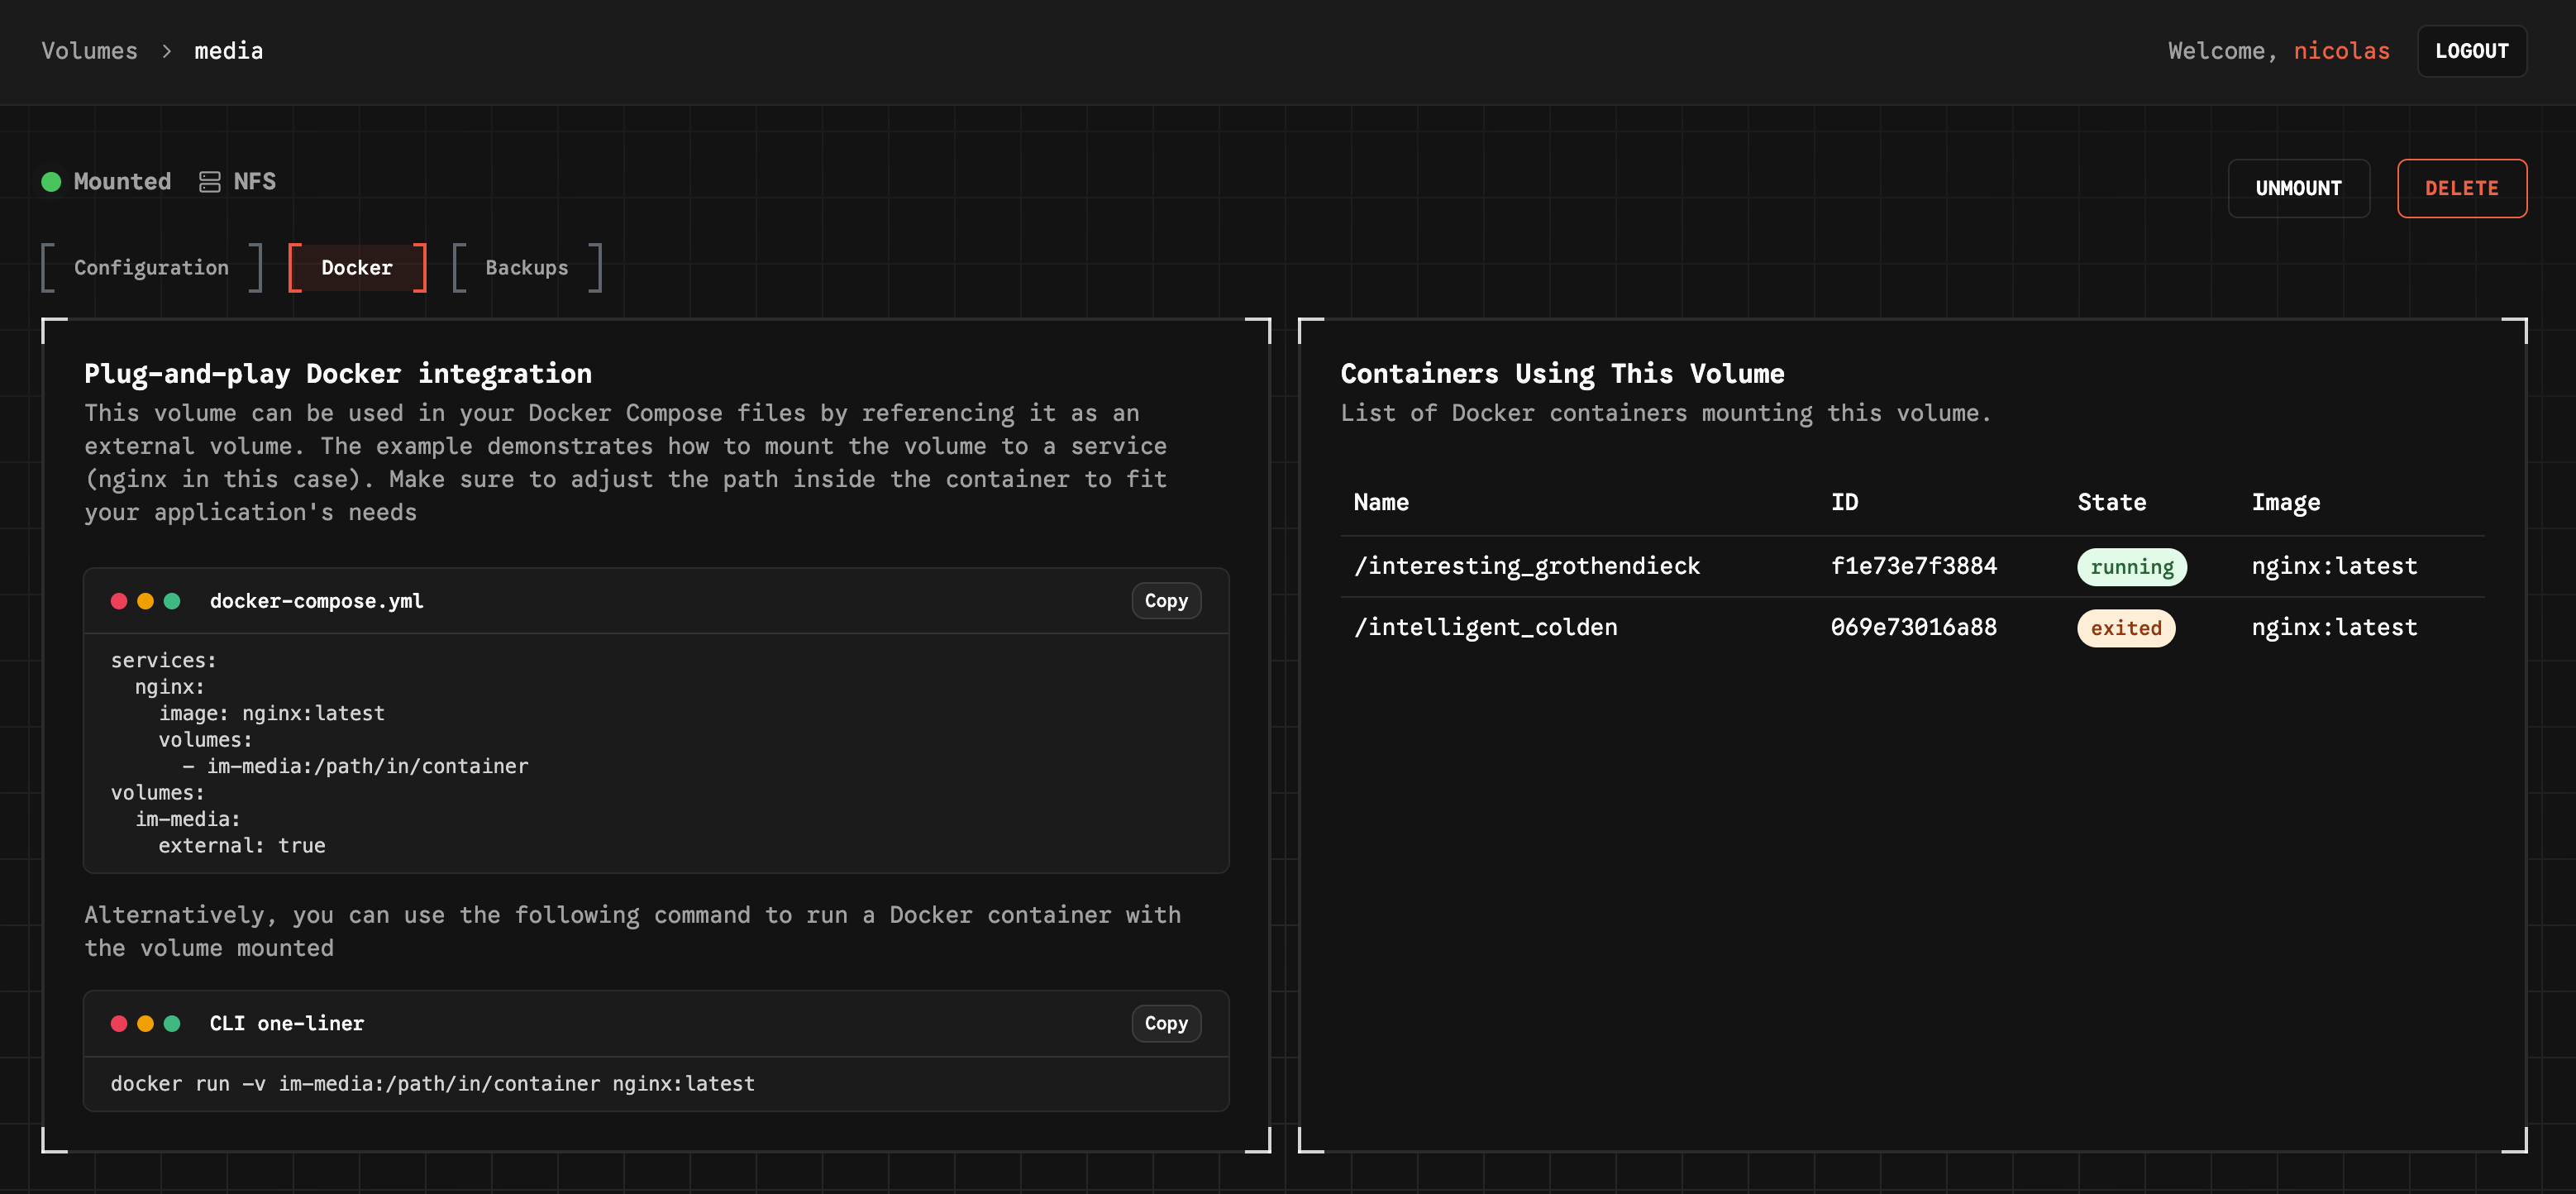 Volumes > media
Welcome, nicolas
LOGOUT
Mounted
NFS
UNMOUNT
DELETE
Configuration
Docker
Backups
Plug-and-play Docker integration
This volume can be used in your Docker Compose files by referencing it as an
external volume. The example demonstrates how to mount the volume to a service
(nginx in this case). Make sure to adjust the path inside the container to fit
your application's needs
docker-compose.yml
Copy
services:
  nginx:
    image: nginx:latest
    volumes:
      - im-media:/path/in/container
volumes:
  im-media:
    external: true
Alternatively, you can use the following command to run a Docker container with
the volume mounted
CLI one-liner
Copy
docker run -v im-media:/path/in/container nginx:latest
Containers Using This Volume
List of Docker containers mounting this volume.
Name ID State Image
/interesting_grothendieck f1e73e7f3884 running nginx:latest
/intelligent_colden 069e73016a88 exited nginx:latest